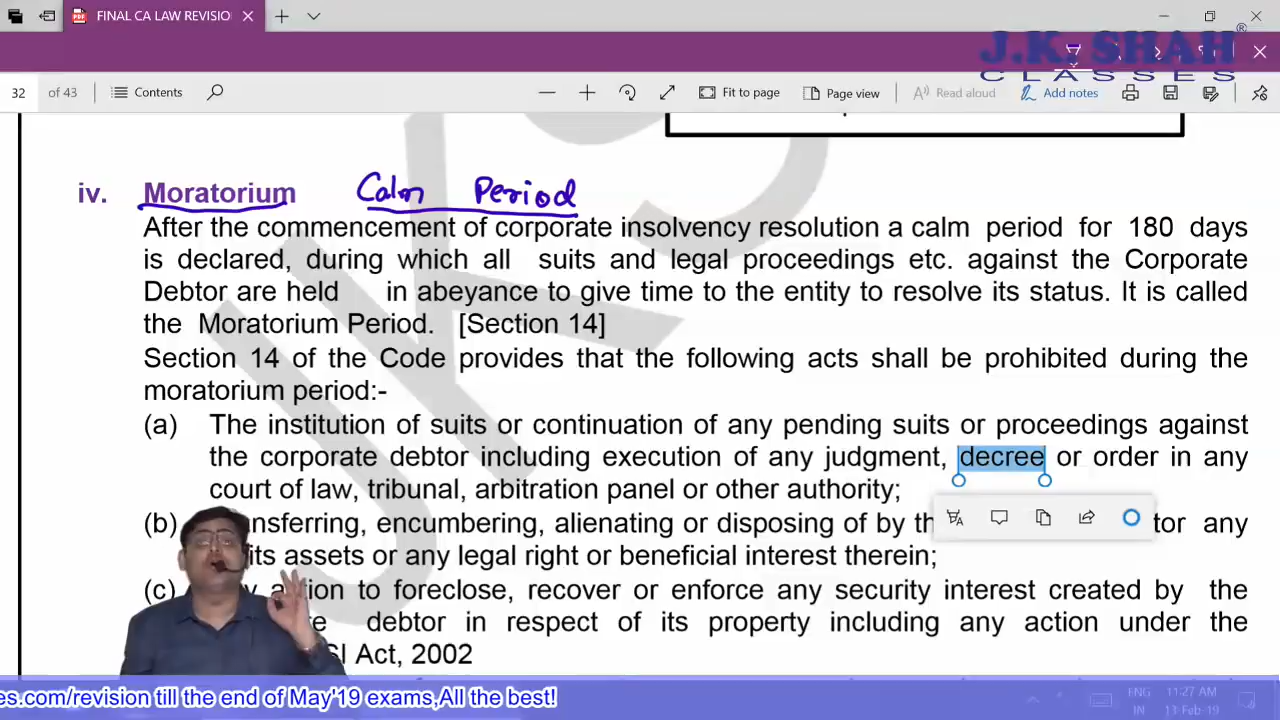 FINAL CA LAW REVISIO
J.K. SHAH ®
CLASSES
32 of 43 Contents Fit to page Page view Read aloud Add notes
iv. Moratorium Calm Period
After the commencement of corporate insolvency resolution a calm period for 180 days
is declared, during which all suits and legal proceedings etc. against the Corporate
Debtor are held in abeyance to give time to the entity to resolve its status. It is called
the Moratorium Period. [Section 14]
Section 14 of the Code provides that the following acts shall be prohibited during the
moratorium period:-
(a) The institution of suits or continuation of any pending suits or proceedings against
the corporate debtor including execution of any judgment, decree or order in any
court of law, tribunal, arbitration panel or other authority;
(b) ansferring, encumbering, alienating or disposing of by th tor any
its assets or any legal right or beneficial interest therein;
(c) tion to foreclose, recover or enforce any security interest created by the
debtor in respect of its property including any action under the
SI Act, 2002
es.com/revision till the end of May'19 exams,All the best!
ENG 11:27 AM
IN 13-Feb-19
JKS